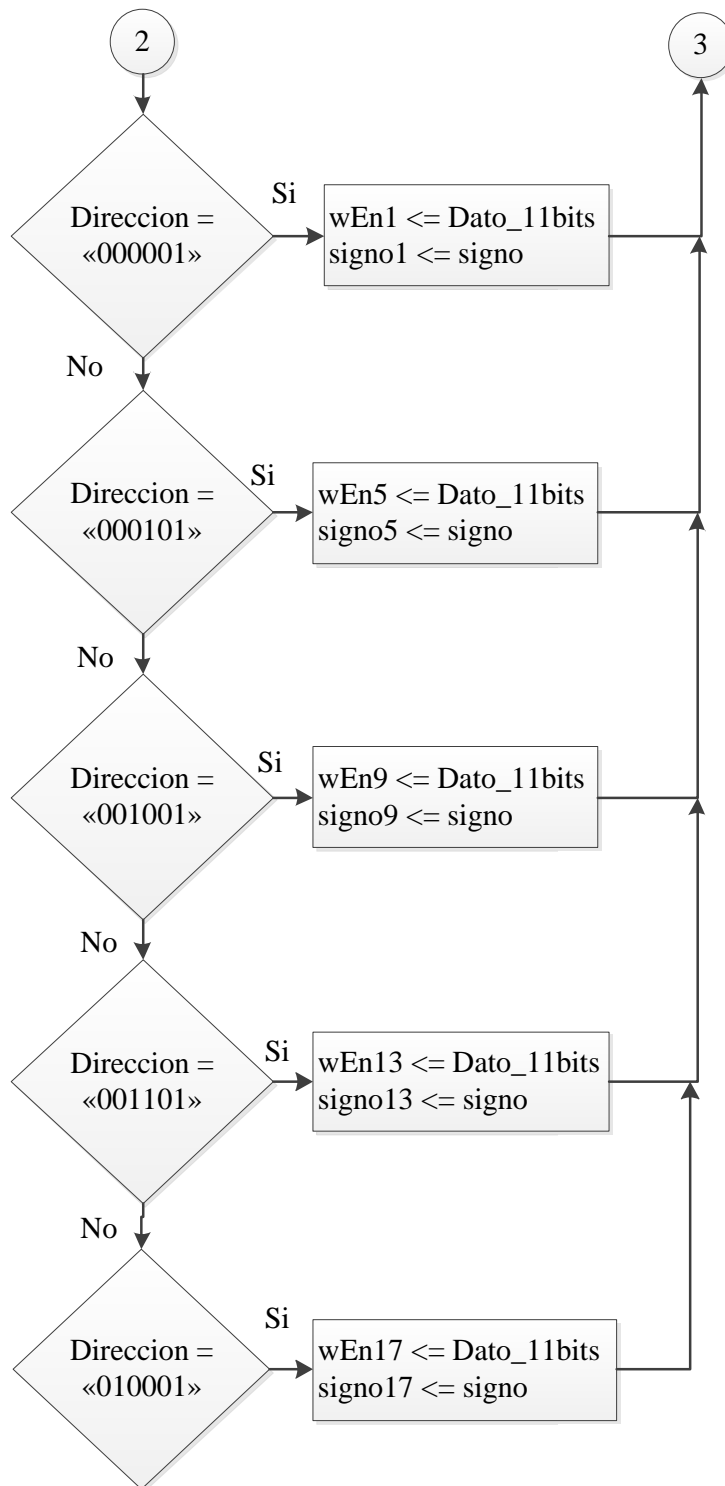 2
3
Direccion =
«000001»
Si
wEn1 <= Dato_11bits
signo1 <= signo
No
Direccion =
«000101»
Si
wEn5 <= Dato_11bits
signo5 <= signo
No
Direccion =
«001001»
Si
wEn9 <= Dato_11bits
signo9 <= signo
No
Direccion =
«001101»
Si
wEn13 <= Dato_11bits
signo13 <= signo
No
Direccion =
«010001»
Si
wEn17 <= Dato_11bits
signo17 <= signo